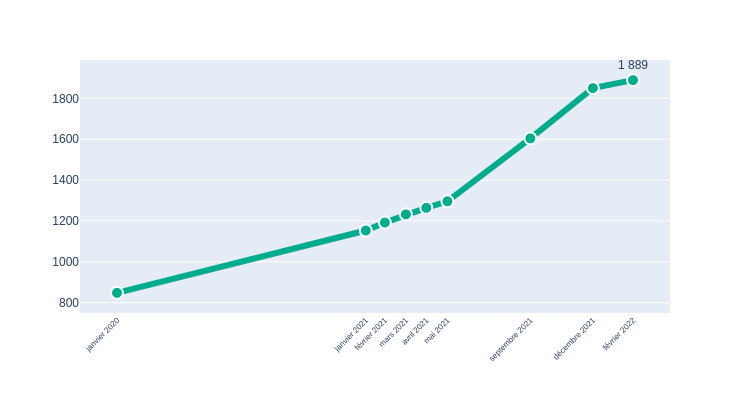 1 889
1800
1600
1400
1200
1000
800
janvier 2020
janvier 2021
février 2021
mars 2021
avril 2021
mai 2021
septembre 2021
décembre 2021
février 2022